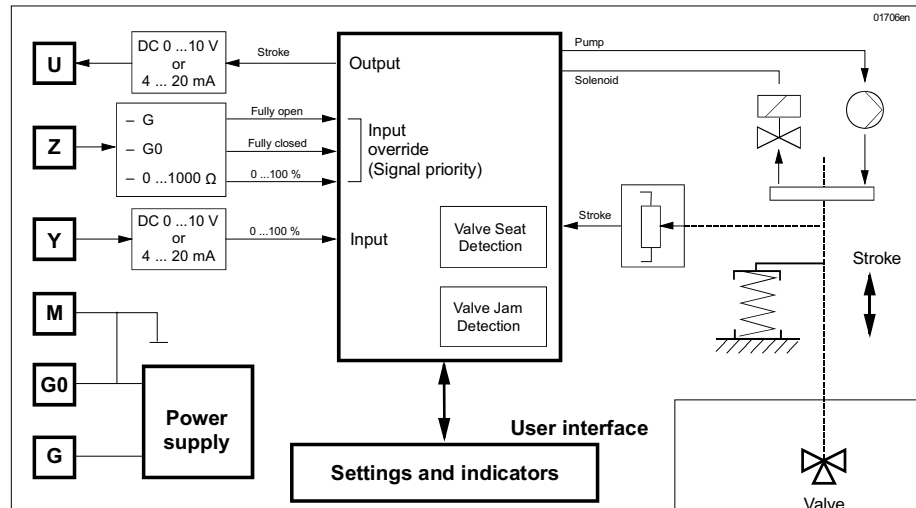 01706en
U
DC 0 ...10 V
or
4 ... 20 mA
Stroke
Output
Pump
Solenoid
Z
– G
– G0
– 0 ...1000 Ω
Fully open
Fully closed
0 ...100 %
Input
override
(Signal priority)
Y
DC 0 ...10 V
or
4 ... 20 mA
0 ...100 %
Input
Valve Seat
Detection
Valve Jam
Detection
Stroke
Stroke
M
G0
G
Power
supply
User interface
Settings and indicators
Valve